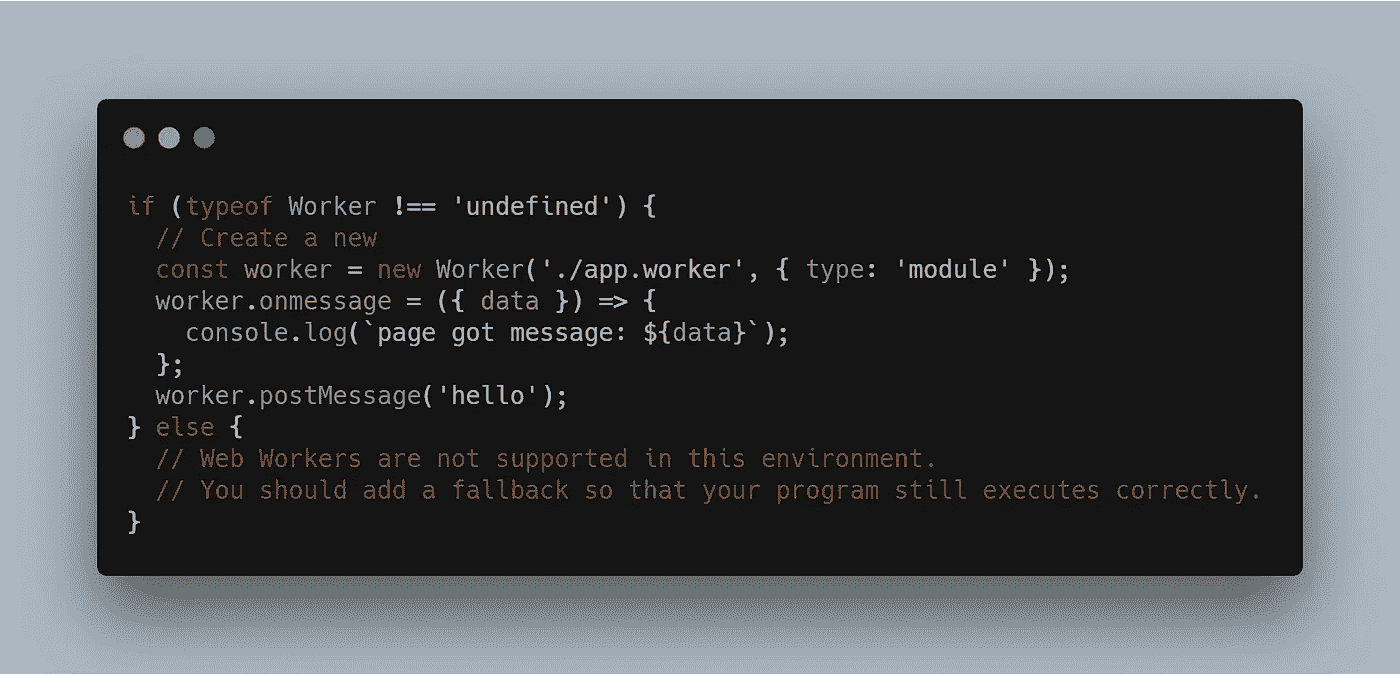 if (typeof Worker !== 'undefined') {
  // Create a new
  const worker = new Worker('./app.worker', { type: 'module' });
  worker.onmessage = ({ data }) => {
    console.log(`page got message: ${data}`);
  };
  worker.postMessage('hello');
} else {
  // Web Workers are not supported in this environment.
  // You should add a fallback so that your program still executes correctly.
}